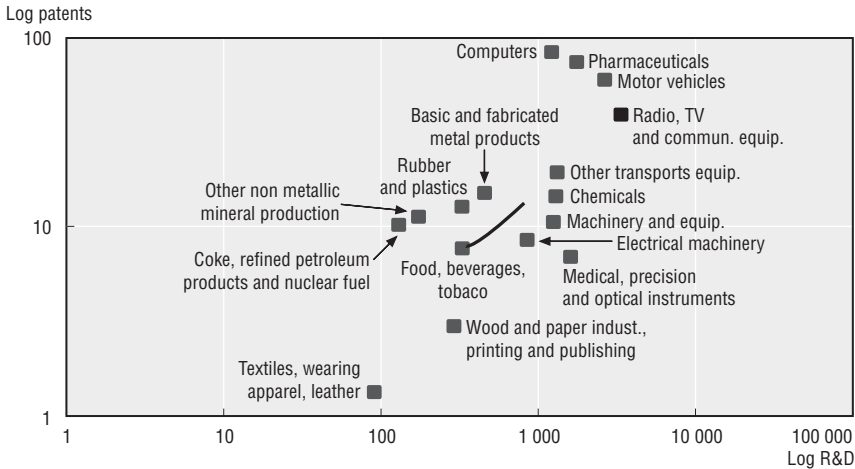 Log patents
100
Computers
Pharmaceuticals
Motor vehicles
Radio, TV
and commun. equip.
Basic and fabricated
metal products
Rubber
and plastics
Other non metallic
mineral production
Other transports equip.
Chemicals
10
Machinery and equip.
Electrical machinery
Coke, refined petroleum
products and nuclear fuel
Food, beverages,
tobacco
Medical, precision
and optical instruments
Wood and paper indust.,
printing and publishing
Textiles, wearing
apparel, leather
1
1
10
100
1 000
10 000
100 000
Log R&D